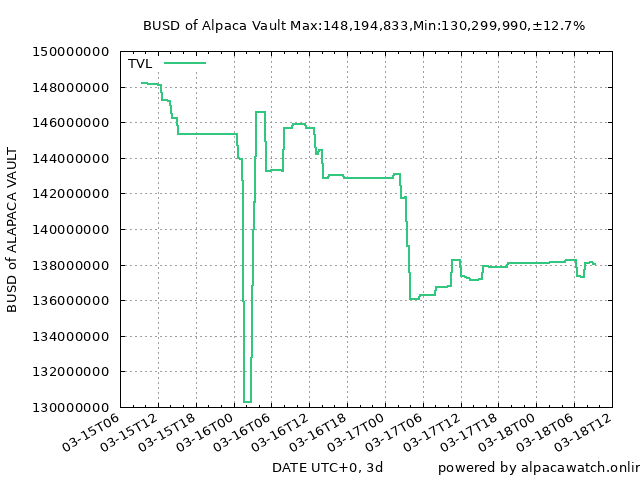 BUSD of Alpaca Vault Max:148,194,833,Min:130,299,990,±12.7%
TVL
150000000
148000000
146000000
144000000
142000000
140000000
138000000
136000000
134000000
132000000
130000000
BUSD of ALAPACA VAULT
03-15T06
03-15T12
03-15T18
03-16T00
03-16T06
03-16T12
03-16T18
03-17T00
03-17T06
03-17T12
03-17T18
03-18T00
03-18T06
03-18T12
DATE UTC+0, 3d
powered by alpacawatch.onlin